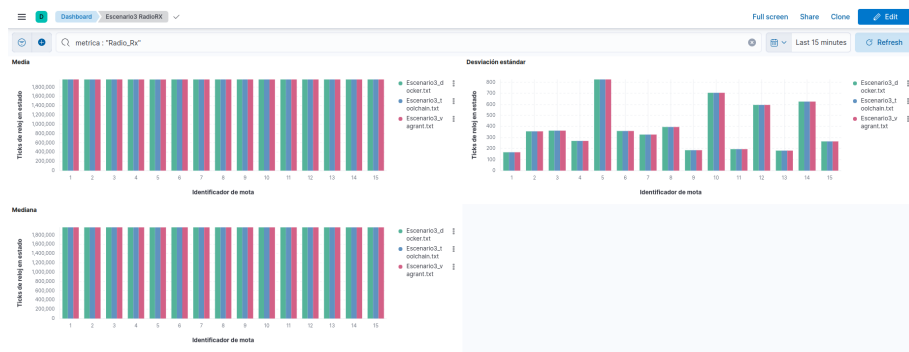 D Dashboard Escenario3 RadioRX Full screen Share Clone Edit
metrica : "Radio_Rx" Last 15 minutes Refresh
Media
Ticks de reloj en estado
1,800,000
1,600,000
1,400,000
1,200,000
1,000,000
800,000
600,000
400,000
200,000
0
1 2 3 4 5 6 7 8 9 10 11 12 13 14 15
Identificador de mota
Escenario3_d
ocker.txt
Escenario3_t
oolchain.txt
Escenario3_v
agrant.txt
Desviación estándar
Ticks de reloj en estado
800
700
600
500
400
300
200
100
0
1 2 3 4 5 6 7 8 9 10 11 12 13 14 15
Identificador de mota
Escenario3_d
ocker.txt
Escenario3_t
oolchain.txt
Escenario3_v
agrant.txt
Mediana
Ticks de reloj en estado
1,800,000
1,600,000
1,400,000
1,200,000
1,000,000
800,000
600,000
400,000
200,000
0
1 2 3 4 5 6 7 8 9 10 11 12 13 14 15
Identificador de mota
Escenario3_d
ocker.txt
Escenario3_t
oolchain.txt
Escenario3_v
agrant.txt